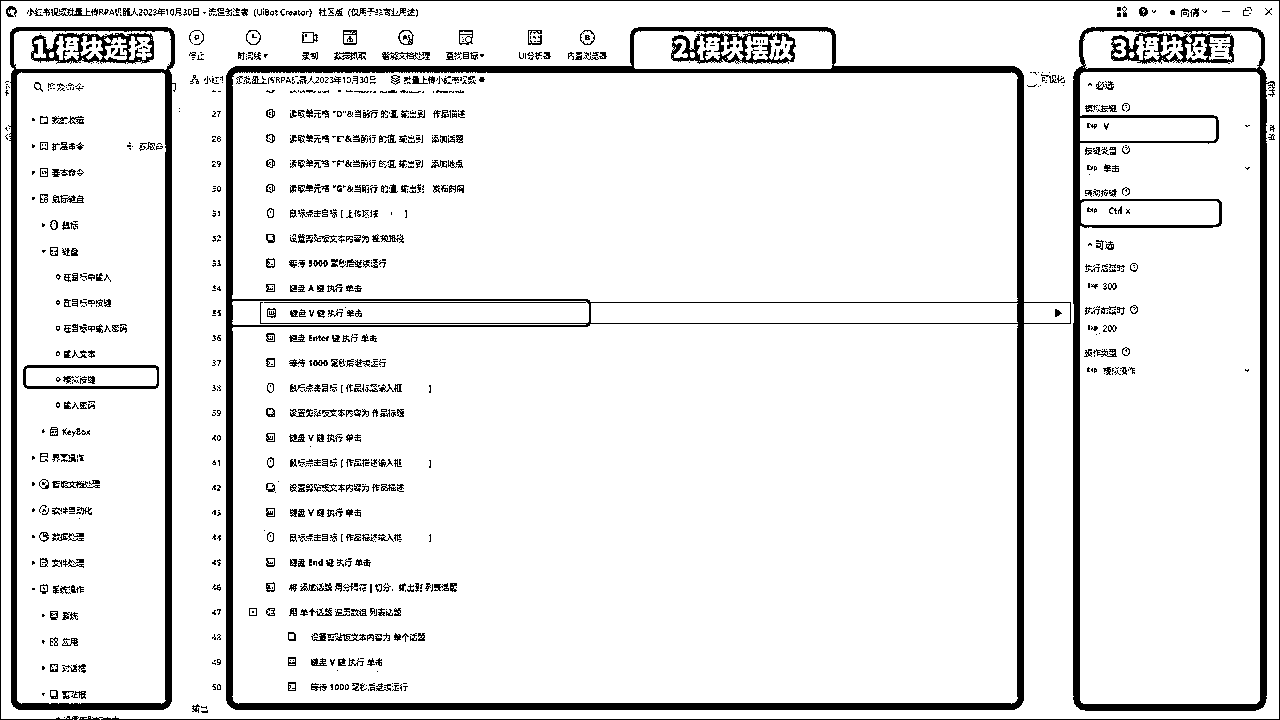 小红书视频批量上传RPA机器人2023年10月30日 - 流程创造者 (UiBot Creator) 社区版 (仅用于非商业用途)
1.模块选择
2.模块摆放
3.模块设置
停止
时间线
录制
数据抓取
智能文档处理
查找目标
UI分析器
内置浏览器
搜索命令
我的收藏
扩展命令
基本命令
鼠标键盘
鼠标
键盘
在目标中输入
在目标中按键
在目标中输入密码
输入文本
模拟按键
输入密码
KeyBox
界面操作
智能文档处理
软件自动化
数据处理
文件处理
系统操作
系统
应用
对话框
剪贴板
批量上传RPA机器人2023年10月30日
批量上传小红书视频
可视化
27 读取单元格 "D"&当前行 的值, 输出到 作品描述
28 读取单元格 "E"&当前行 的值, 输出到 添加话题
29 读取单元格 "F"&当前行 的值, 输出到 添加地点
30 读取单元格 "G"&当前行 的值, 输出到 发布时间
31 鼠标点击目标 [ 上传区域 ]
32 设置剪贴板文本内容为 视频路径
33 等待 3000 毫秒后继续运行
34 键盘 A 键 执行 单击
35 键盘 V 键 执行 单击
36 键盘 Enter 键 执行 单击
37 等待 1000 毫秒后继续运行
38 鼠标点击目标 [ 作品标题输入框 ]
39 设置剪贴板文本内容为 作品标题
40 键盘 V 键 执行 单击
41 鼠标点击目标 [ 作品描述输入框 ]
42 设置剪贴板文本内容为 作品描述
43 键盘 V 键 执行 单击
44 鼠标点击目标 [ 作品描述输入框 ]
45 键盘 End 键 执行 单击
46 将 添加话题 用分隔符 | 切分，输出到 列表话题
47 用 单个话题 遍历数组 列表话题
48 设置剪贴板文本内容为 单个话题
49 键盘 V 键 执行 单击
50 等待 1000 毫秒后继续运行
输出
必选
模拟按键
Exp V
按键类型
Exp 单击
辅助按键
Exp Ctrl x
可选
执行后延时
Exp 300
执行前延时
Exp 200
操作类型
Exp 模拟操作